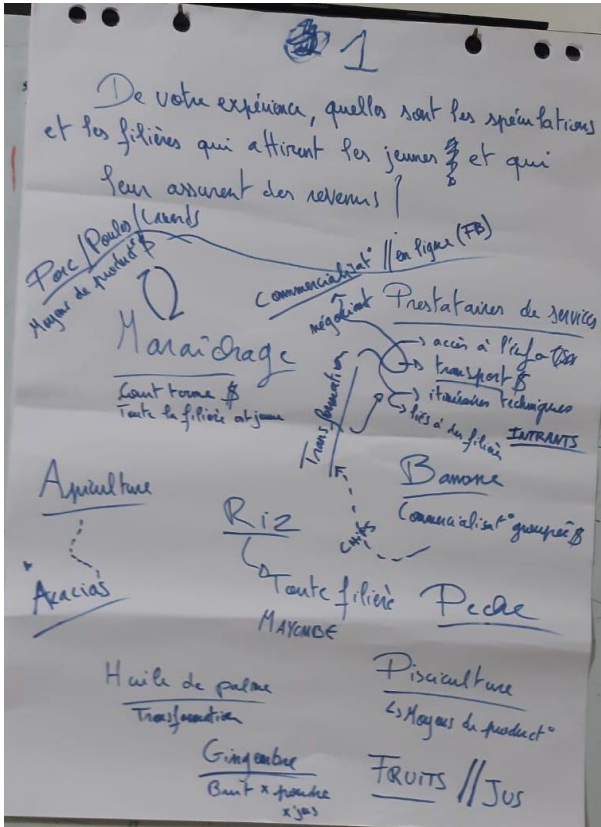 1
De votre expérience, quelles sont les spéculations
et les filières qui attirent les jeunes et qui
leur assurent des revenus ?
Porc/Poules/Canards
Moyens de product° $
Commercialisat° // en ligne (FB)
négociant
Prestataires de services
Maraîchage
Court terme $
Toute la filière est jeune
Transformation
accès à l'info
transport $
itinéraires techniques
liés à des filières
INTRANTS
Apiculture
Acacias
Riz
Toute filière
MAYOMBE
CHIPS
Banane
Commercialisat° groupée $
Peche
Huile de palme
Transformation
Pisciculture
↳ Moyens de product°
Gingembre
Brut x poudre
x jus
FRUITS // JUS